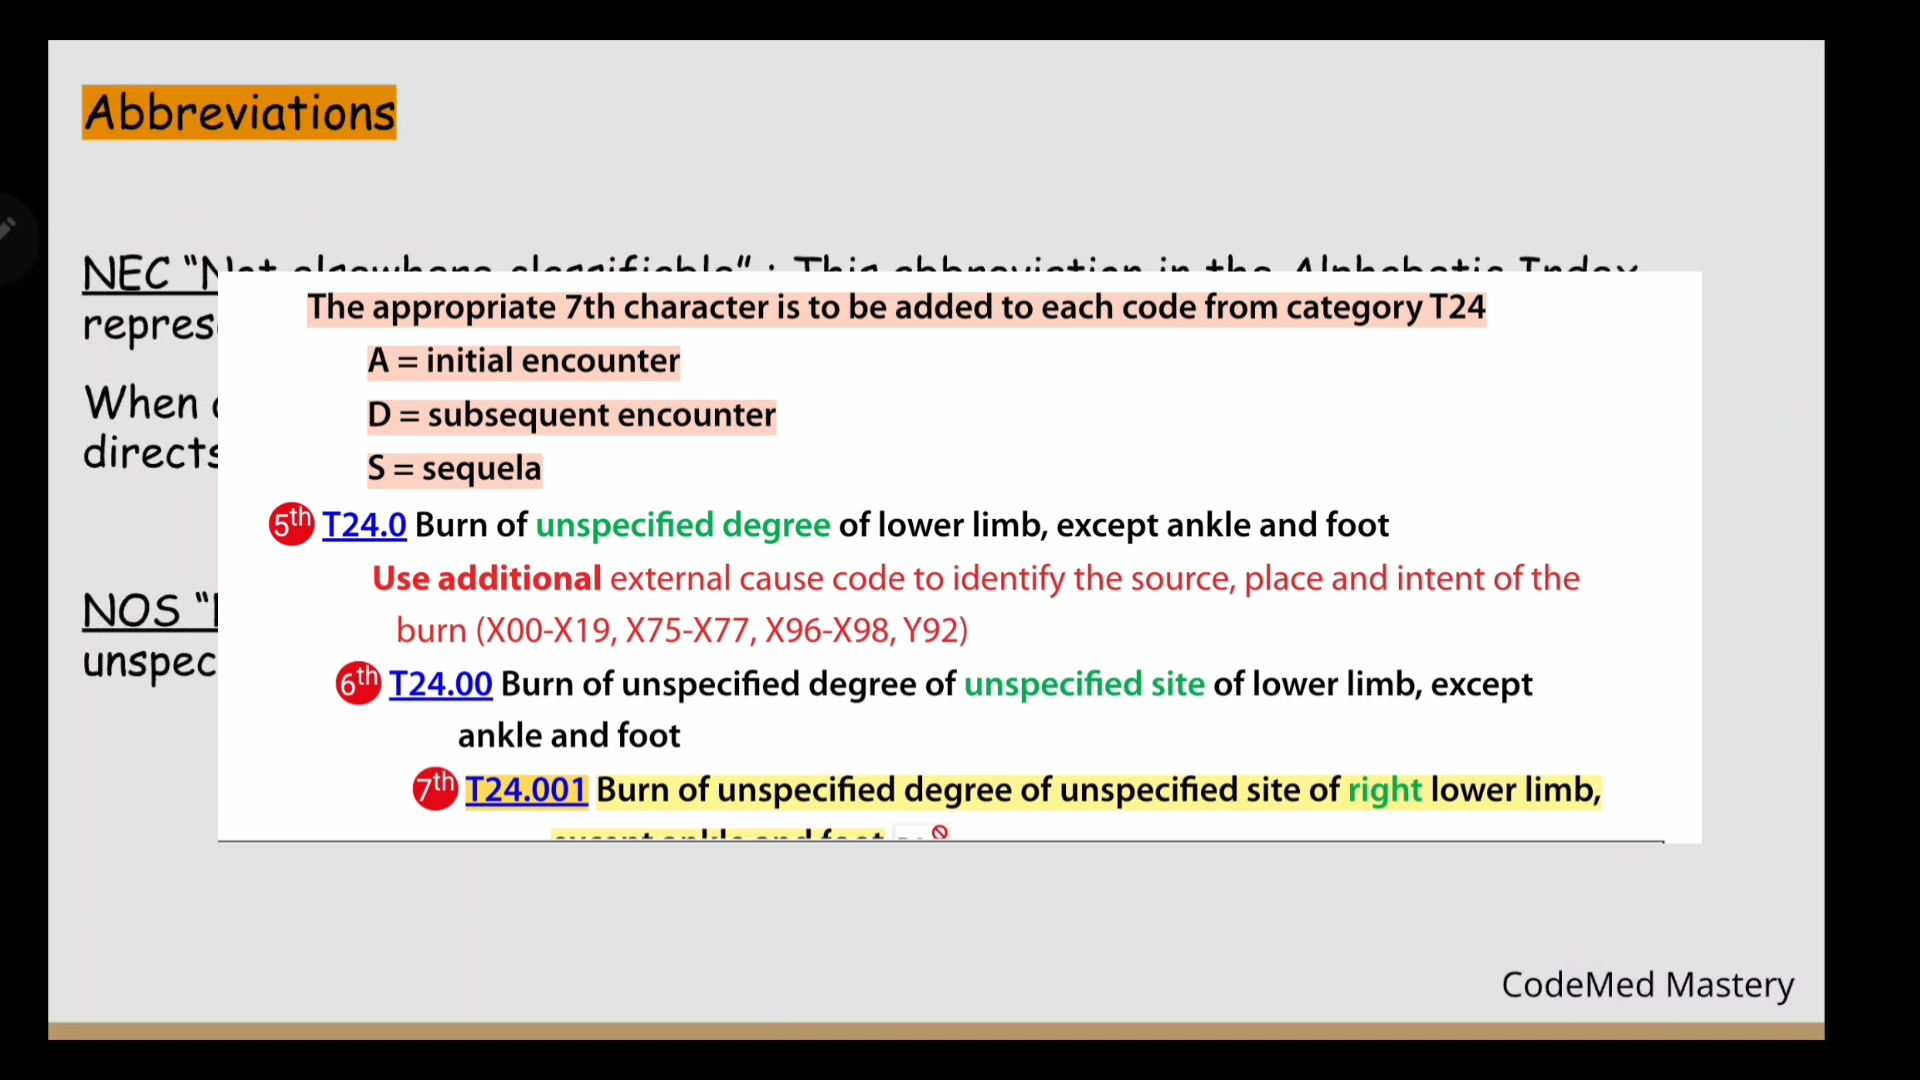 Abbreviations
NEC "Not elsewhere classifiable" : This abbreviation in the Alphabetic Index
The appropriate 7th character is to be added to each code from category T24
A = initial encounter
When
D = subsequent encounter
directs
S = sequela
5th T24.0 Burn of unspecified degree of lower limb, except ankle and foot
Use additional external cause code to identify the source, place and intent of the
NOS "
burn (X00-X19, X75-X77, X96-X98, Y92)
6th T24.00 Burn of unspecified degree of unspecified site of lower limb, except
ankle and foot
7th T24.001 Burn of unspecified degree of unspecified site of right lower limb,
except ankle and foot
CodeMed Mastery